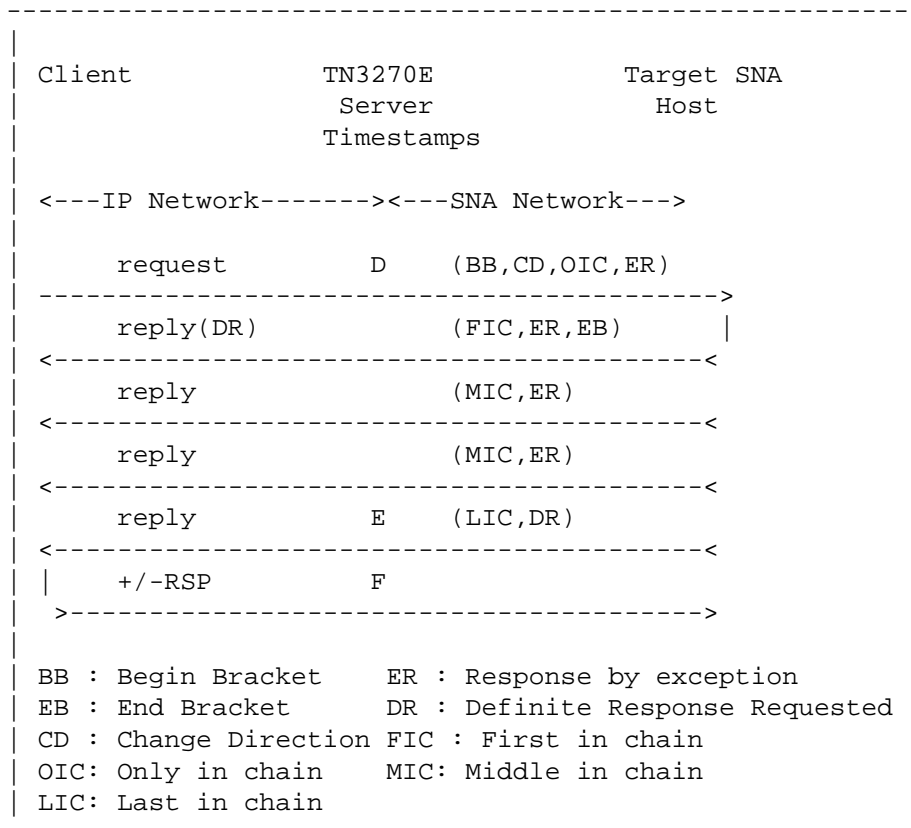 ---------------------------------------------------------
|
| Client            TN3270E            Target SNA
|                    Server              Host
|                   Timestamps
|
| <---IP Network-------><---SNA Network--->
|
|      request         D    (BB,CD,OIC,ER)
| ------------------------------------------->
|      reply(DR)            (FIC,ER,EB)      |
| <-----------------------------------------<
|      reply                (MIC,ER)
| <-----------------------------------------<
|      reply                (MIC,ER)
| <-----------------------------------------<
|      reply           E    (LIC,DR)
| <-----------------------------------------<
| |    +/-RSP          F
|  >---------------------------------------->
|
| BB : Begin Bracket    ER : Response by exception
| EB : End Bracket      DR : Definite Response Requested
| CD : Change Direction FIC : First in chain
| OIC: Only in chain    MIC: Middle in chain
| LIC: Last in chain